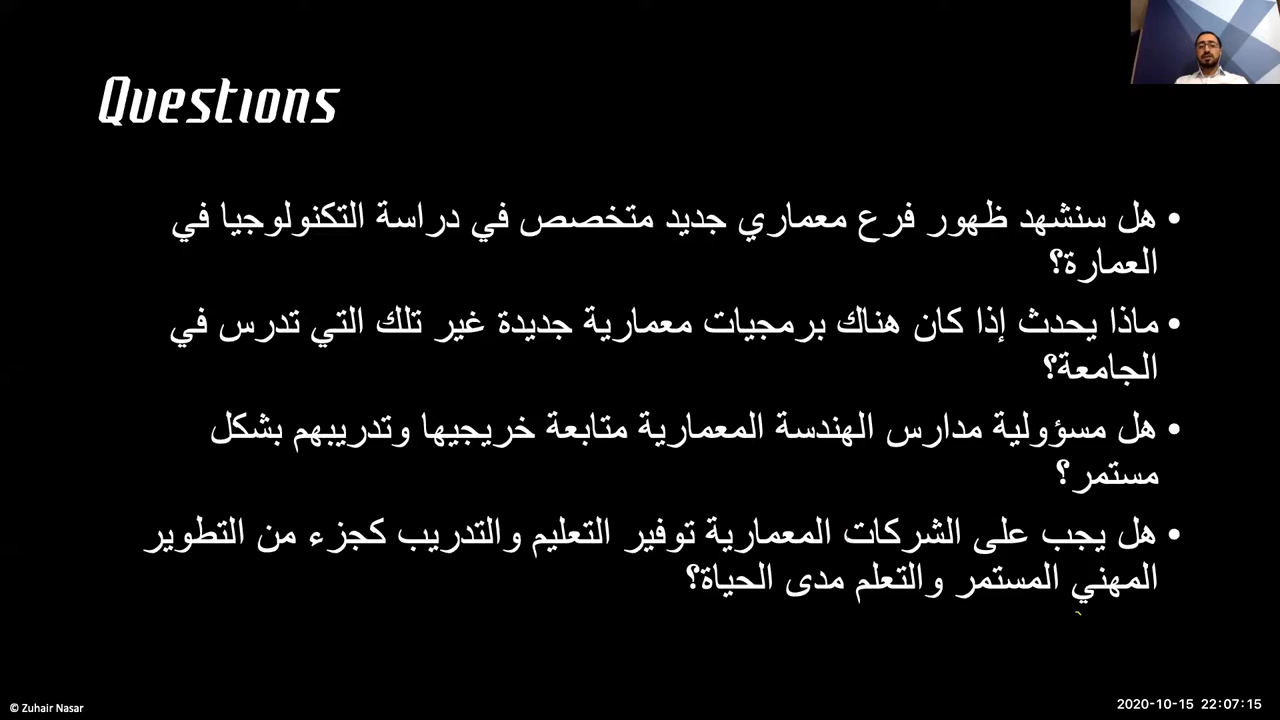 Questions
• هل سنشهد ظهور فرع معماري جديد متخصص في دراسة التكنولوجيا في
العمارة؟
• ماذا يحدث إذا كان هناك برمجيات معمارية جديدة غير تلك التي تدرس في
الجامعة؟
• هل مسؤولية مدارس الهندسة المعمارية متابعة خريجيها وتدريبهم بشكل
مستمر؟
• هل يجب على الشركات المعمارية توفير التعليم والتدريب كجزء من التطوير
المهني المستمر والتعلم مدى الحياة؟
© Zuhair Nasar
2020-10-15 22:07:15